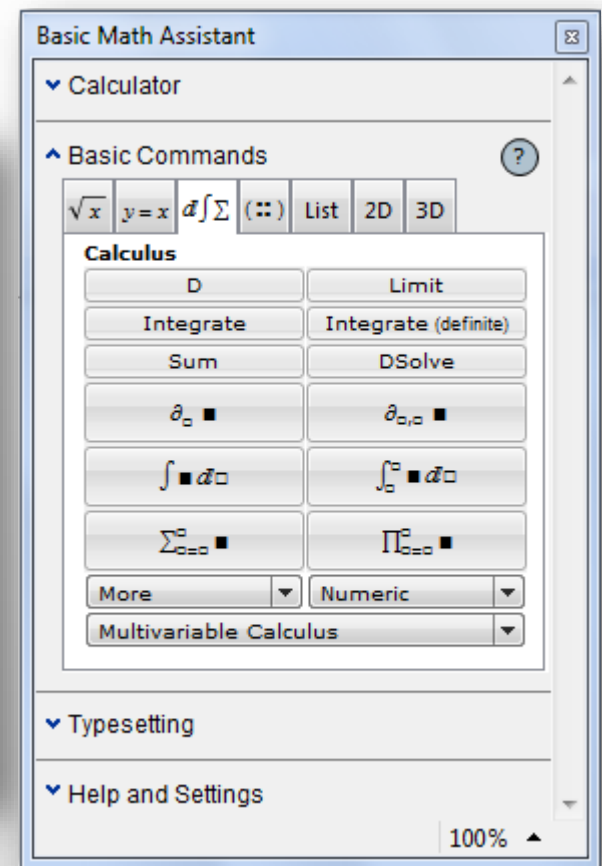 Basic Math Assistant
Calculator
Basic Commands ?
√x y = x ⅆ∫Σ (::) List 2D 3D
Calculus
D Limit
Integrate Integrate (definite)
Sum DSolve
∂□ ■ ∂□,□ ■
∫ ■ ⅆ□ ∫□□ ■ ⅆ□
∑□□=□ ■ ∏□□=□ ■
More Numeric
Multivariable Calculus
Typesetting
Help and Settings
100%